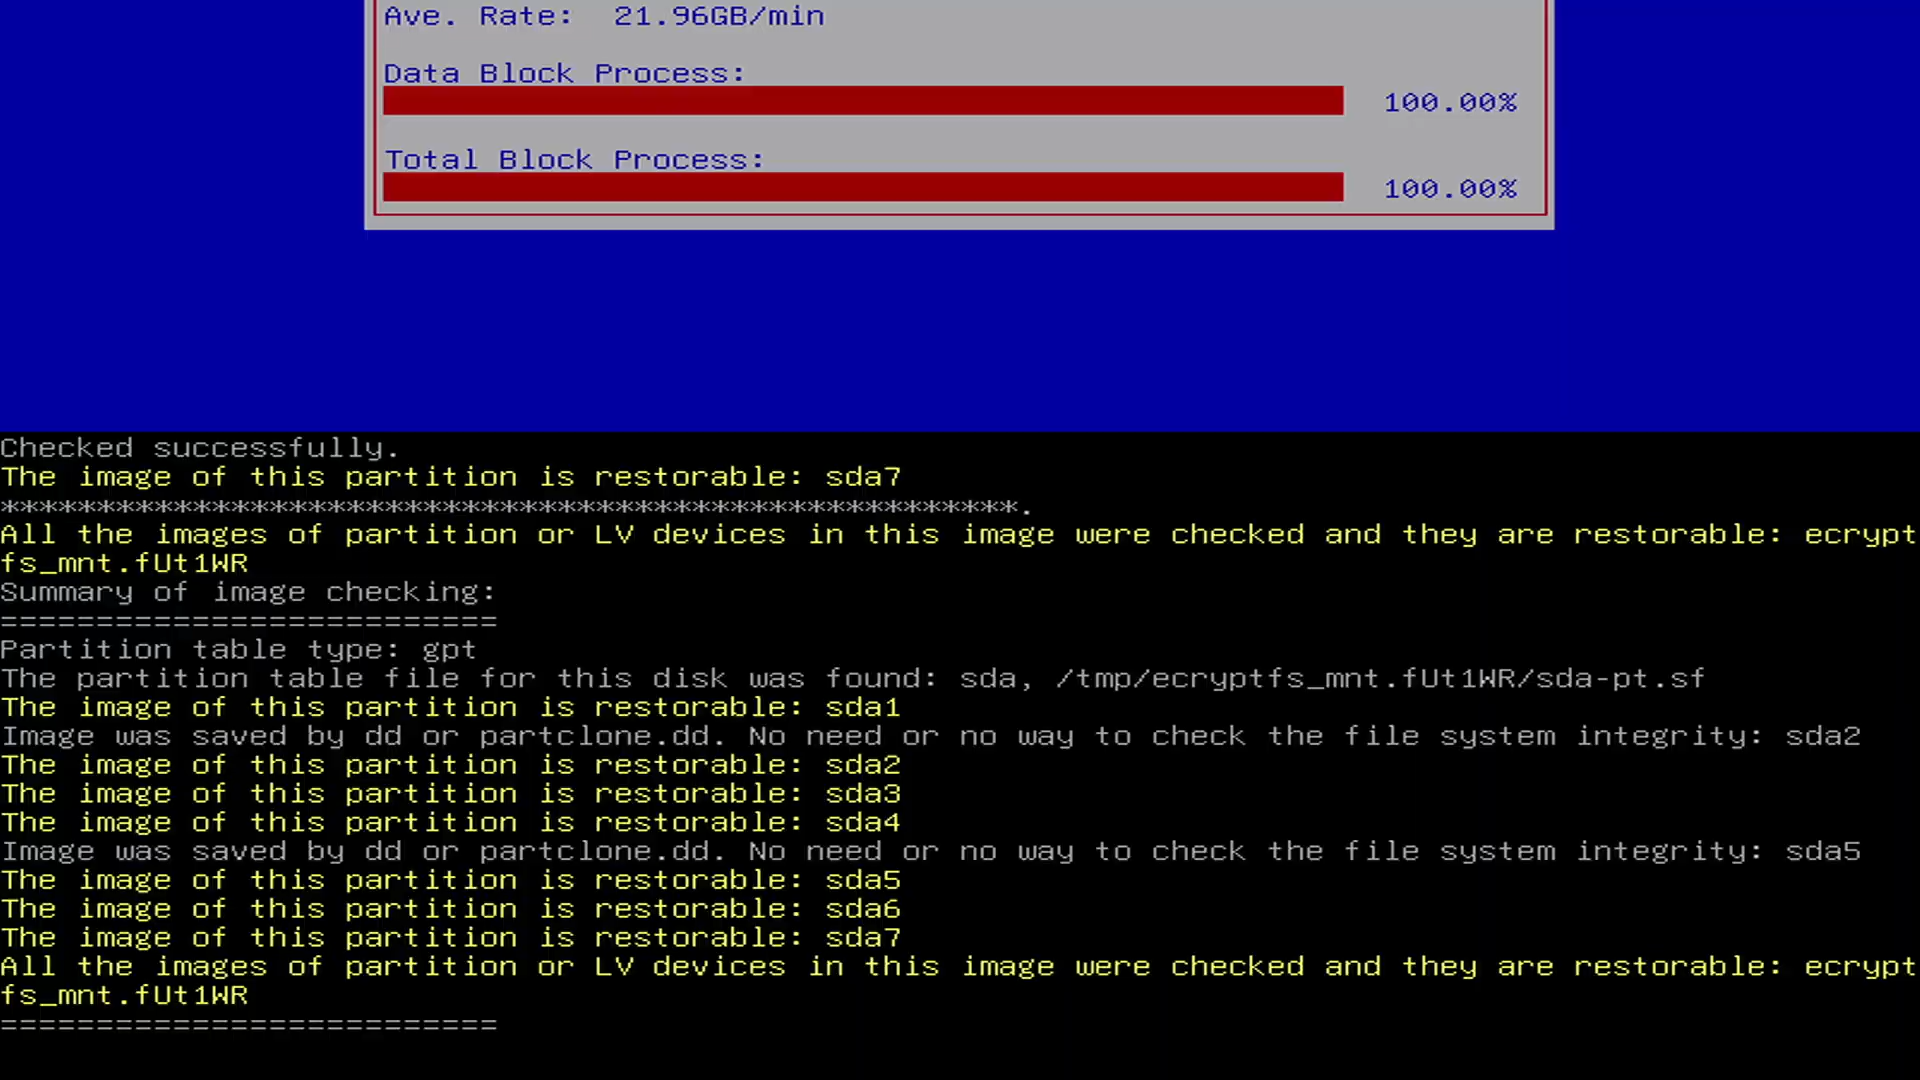 Ave. Rate:  21.96GB/min
Data Block Process:
100.00%
Total Block Process:
100.00%
Checked successfully.
The image of this partition is restorable: sda7
*****************************************************.
All the images of partition or LV devices in this image were checked and they are restorable: ecrypt
fs_mnt.fUt1WR
Summary of image checking:
==========================
Partition table type: gpt
The partition table file for this disk was found: sda, /tmp/ecryptfs_mnt.fUt1WR/sda-pt.sf
The image of this partition is restorable: sda1
Image was saved by dd or partclone.dd. No need or no way to check the file system integrity: sda2
The image of this partition is restorable: sda2
The image of this partition is restorable: sda3
The image of this partition is restorable: sda4
Image was saved by dd or partclone.dd. No need or no way to check the file system integrity: sda5
The image of this partition is restorable: sda5
The image of this partition is restorable: sda6
The image of this partition is restorable: sda7
All the images of partition or LV devices in this image were checked and they are restorable: ecrypt
fs_mnt.fUt1WR
==========================